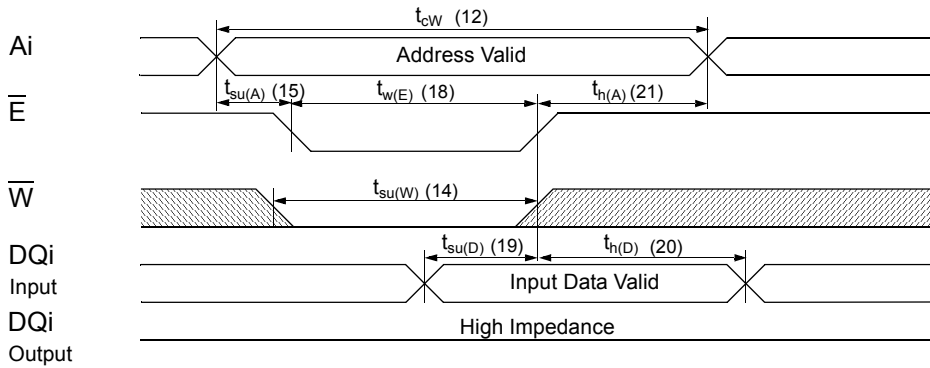 t_cW (12)
Ai
Address Valid
t_su(A) (15) t_w(E) (18) t_h(A) (21)
E̅
t_su(W) (14)
W̅
DQi
Input
t_su(D) (19) t_h(D) (20)
Input Data Valid
DQi
Output
High Impedance